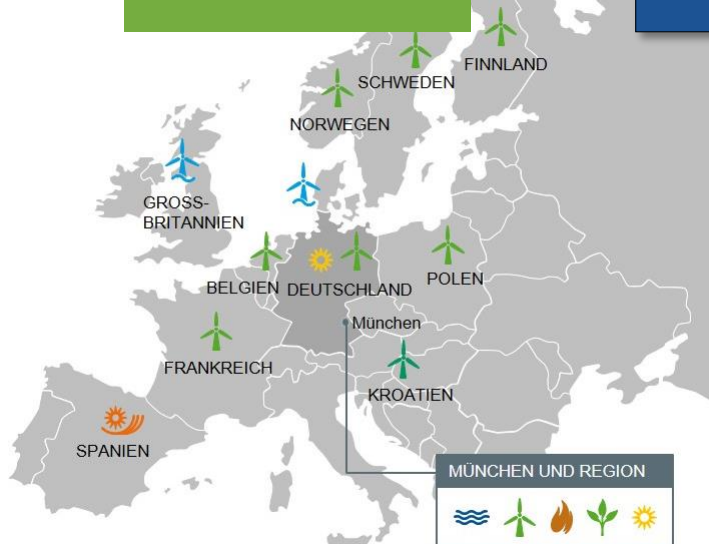 FINNLAND
SCHWEDEN
NORWEGEN
GROSS-
BRITANNIEN
BELGIEN
DEUTSCHLAND
POLEN
München
FRANKREICH
KROATIEN
SPANIEN
MÜNCHEN UND REGION